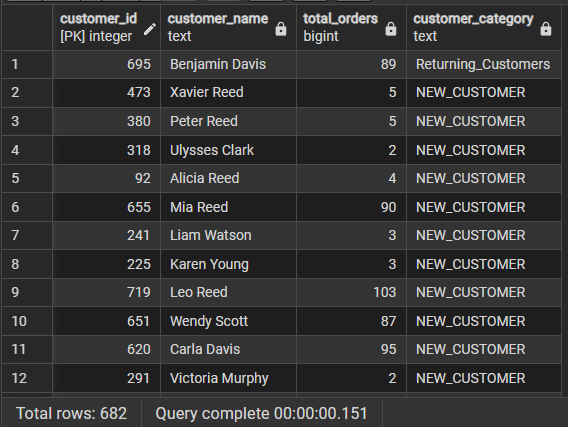 customer_id customer_name total_orders customer_category
[PK] integer text bigint text
1 695 Benjamin Davis 89 Returning_Customers
2 473 Xavier Reed 5 NEW_CUSTOMER
3 380 Peter Reed 5 NEW_CUSTOMER
4 318 Ulysses Clark 2 NEW_CUSTOMER
5 92 Alicia Reed 4 NEW_CUSTOMER
6 655 Mia Reed 90 NEW_CUSTOMER
7 241 Liam Watson 3 NEW_CUSTOMER
8 225 Karen Young 3 NEW_CUSTOMER
9 719 Leo Reed 103 NEW_CUSTOMER
10 651 Wendy Scott 87 NEW_CUSTOMER
11 620 Carla Davis 95 NEW_CUSTOMER
12 291 Victoria Murphy 2 NEW_CUSTOMER
Total rows: 682 Query complete 00:00:00.151